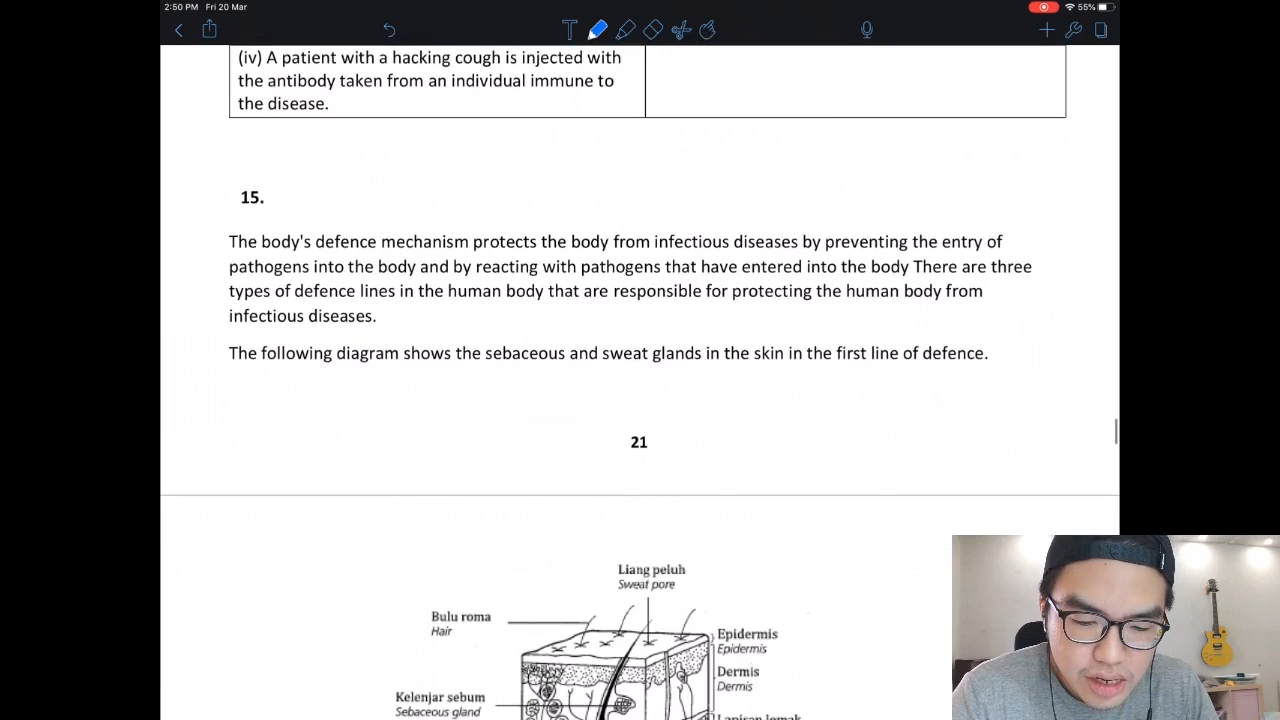 2:50 PM Fri 20 Mar
55%
(iv) A patient with a hacking cough is injected with
the antibody taken from an individual immune to
the disease.
15.
The body's defence mechanism protects the body from infectious diseases by preventing the entry of
pathogens into the body and by reacting with pathogens that have entered into the body There are three
types of defence lines in the human body that are responsible for protecting the human body from
infectious diseases.
The following diagram shows the sebaceous and sweat glands in the skin in the first line of defence.
21
Liang peluh
Sweat pore
Bulu roma
Hair
Epidermis
Epidermis
Dermis
Dermis
Kelenjar sebum
Sebaceous gland
Lapisan lemak